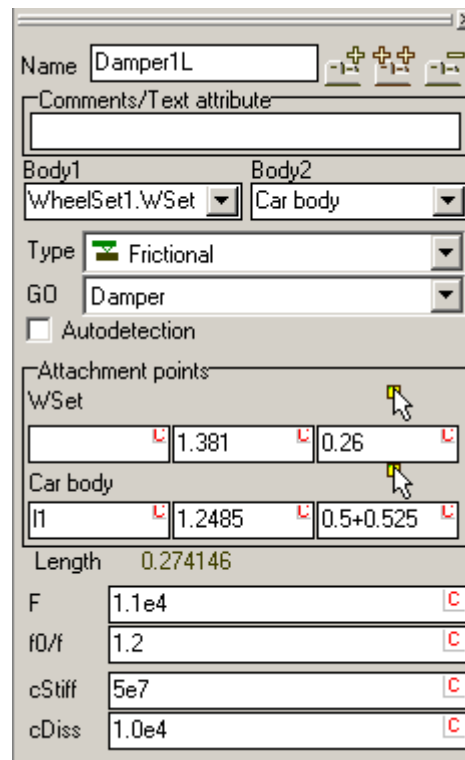 Name Damper1L
Comments/Text attribute
Body1 Body2
WheelSet1.WSet Car body
Type Frictional
GO Damper
Autodetection
Attachment points
WSet
C 1.381 C 0.26 C
Car body
l1 C 1.2485 C 0.5+0.525 C
Length 0.274146
F 1.1e4 C
f0/f 1.2 C
cStiff 5e7 C
cDiss 1.0e4 C